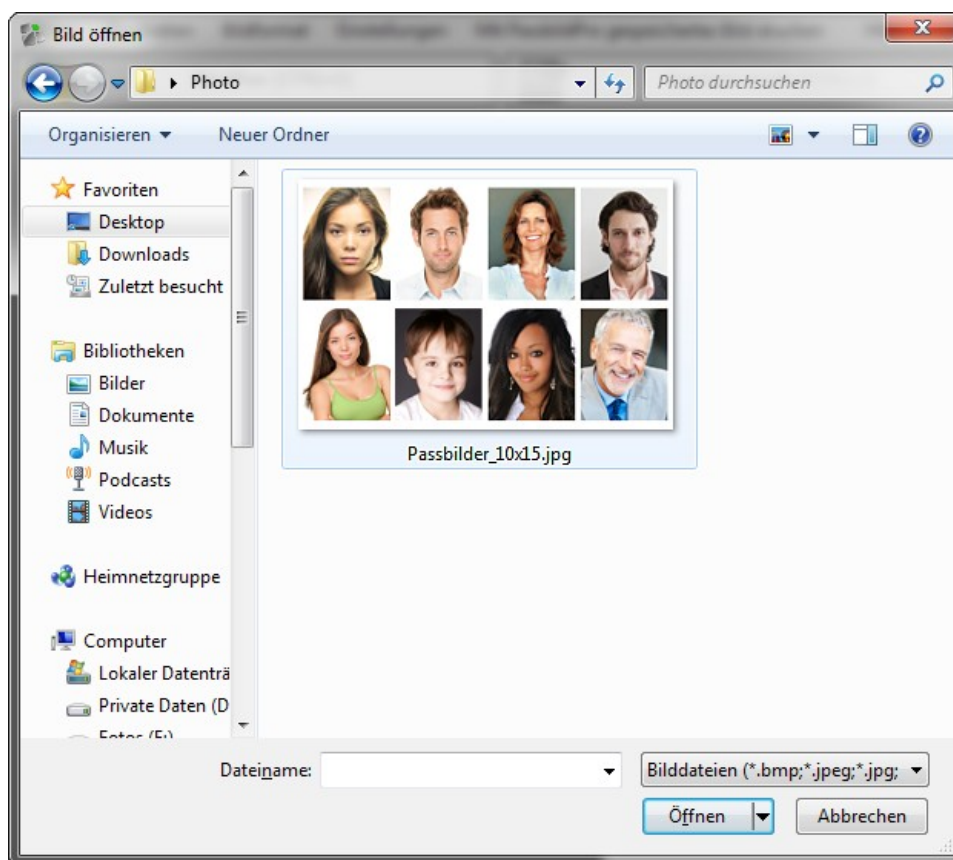 Bild öffnen
Photo
Photo durchsuchen
Organisieren
Neuer Ordner
Favoriten
Desktop
Downloads
Zuletzt besucht
Bibliotheken
Bilder
Dokumente
Musik
Podcasts
Videos
Heimnetzgruppe
Computer
Lokaler Datenträ
Private Daten (D
Fotos (F:)
Passbilder_10x15.jpg
Dateiname:
Bilddateien (*.bmp;*.jpeg;*.jpg;
Öffnen
Abbrechen